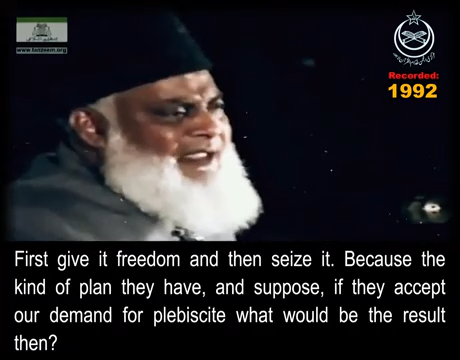 www.tanzeem.org
Recorded:
1992
First give it freedom and then seize it. Because the
kind of plan they have, and suppose, if they accept
our demand for plebiscite what would be the result
then?